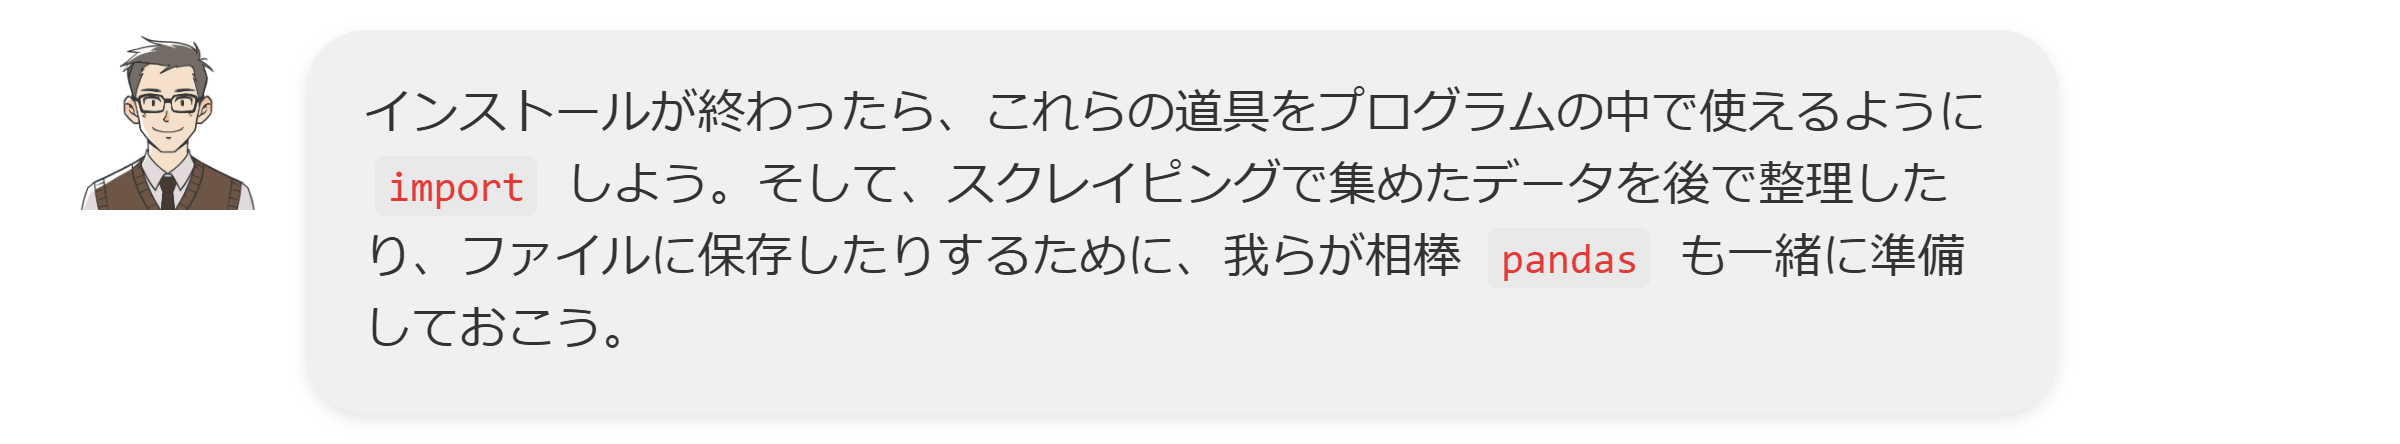 インストールが終わったら、これらの道具をプログラムの中で使えるように
import しよう。そして、スクレイピングで集めたデータを後で整理した
り、ファイルに保存したりするために、我らが相棒 pandas も一緒に準備
しておこう。